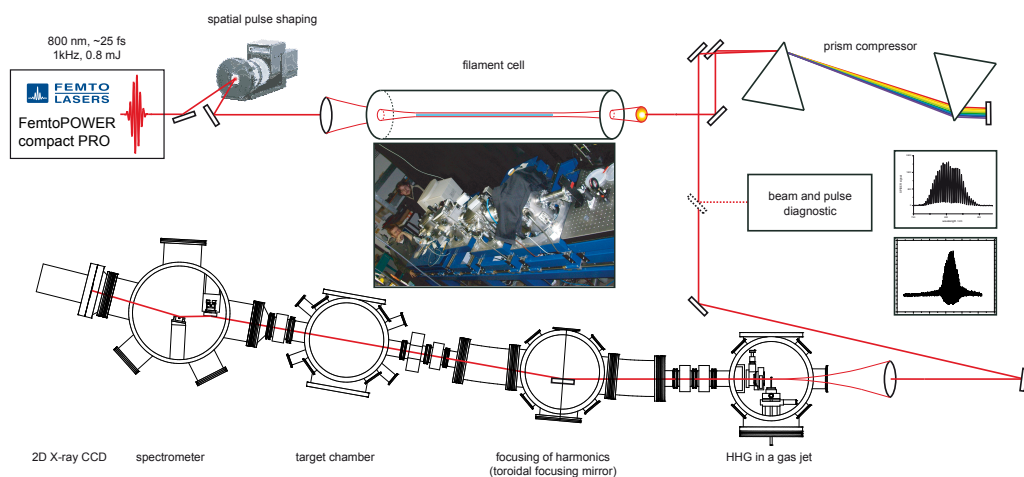 spatial pulse shaping
800 nm, ~25 fs
1kHz, 0.8 mJ
FEMTO
LASERS
FemtoPOWER
compact PRO
filament cell
prism compressor
beam and pulse
diagnostic
2D X-ray CCD
spectrometer
target chamber
focusing of harmonics
(toroidal focusing mirror)
HHG in a gas jet